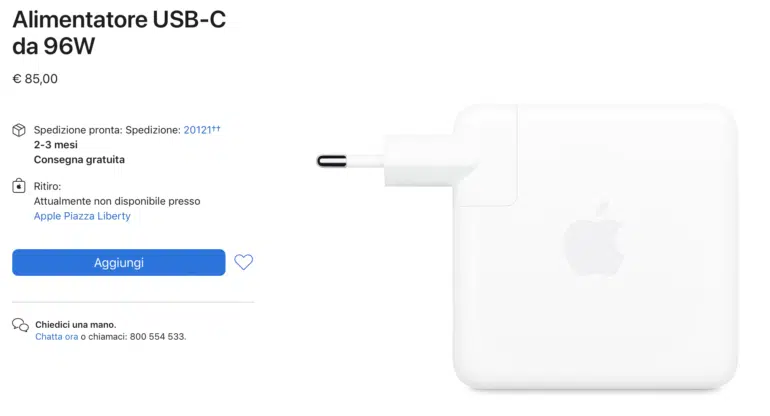 Alimentatore USB-C
da 96W
€ 85,00
Spedizione pronta: Spedizione: 20121††
2-3 mesi
Consegna gratuita
Ritiro:
Attualmente non disponibile presso
Apple Piazza Liberty
Aggiungi
Chiedici una mano.
Chatta ora o chiamaci: 800 554 533.